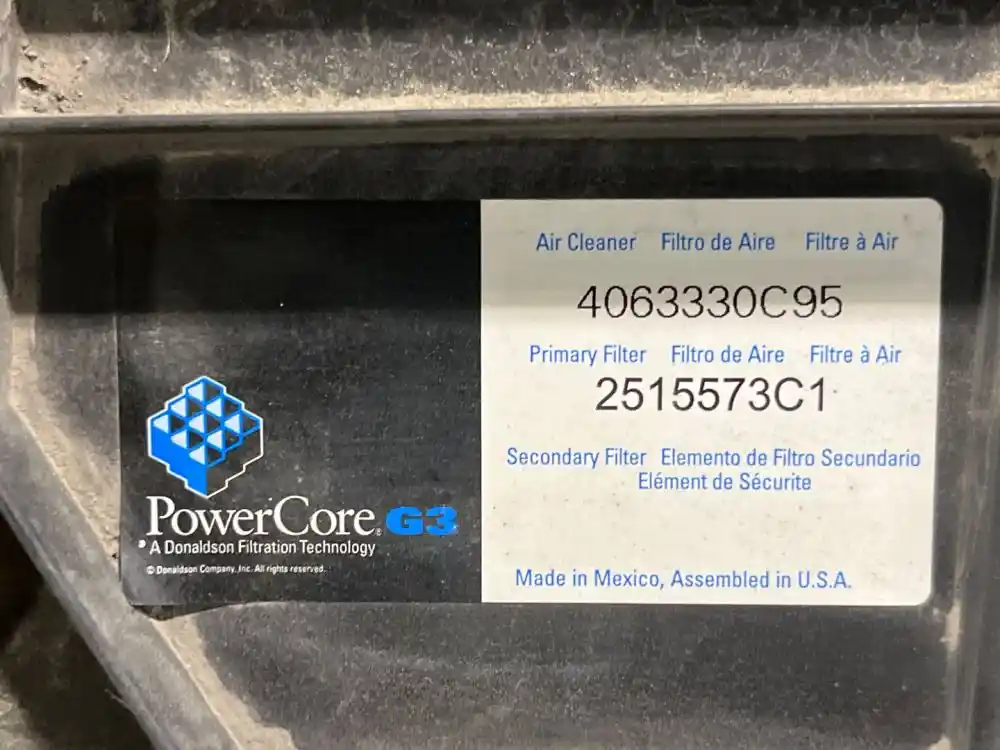 Air Cleaner Filtro de Aire Filtre à Air
4063330C95
Primary Filter Filtro de Aire Filtre à Air
2515573C1
Secondary Filter Elemento de Filtro Secundario
Elément de Sécurite
Made in Mexico, Assembled in U.S.A.
PowerCore® G3
A Donaldson Filtration Technology
© Donaldson Company, Inc. All rights reserved.